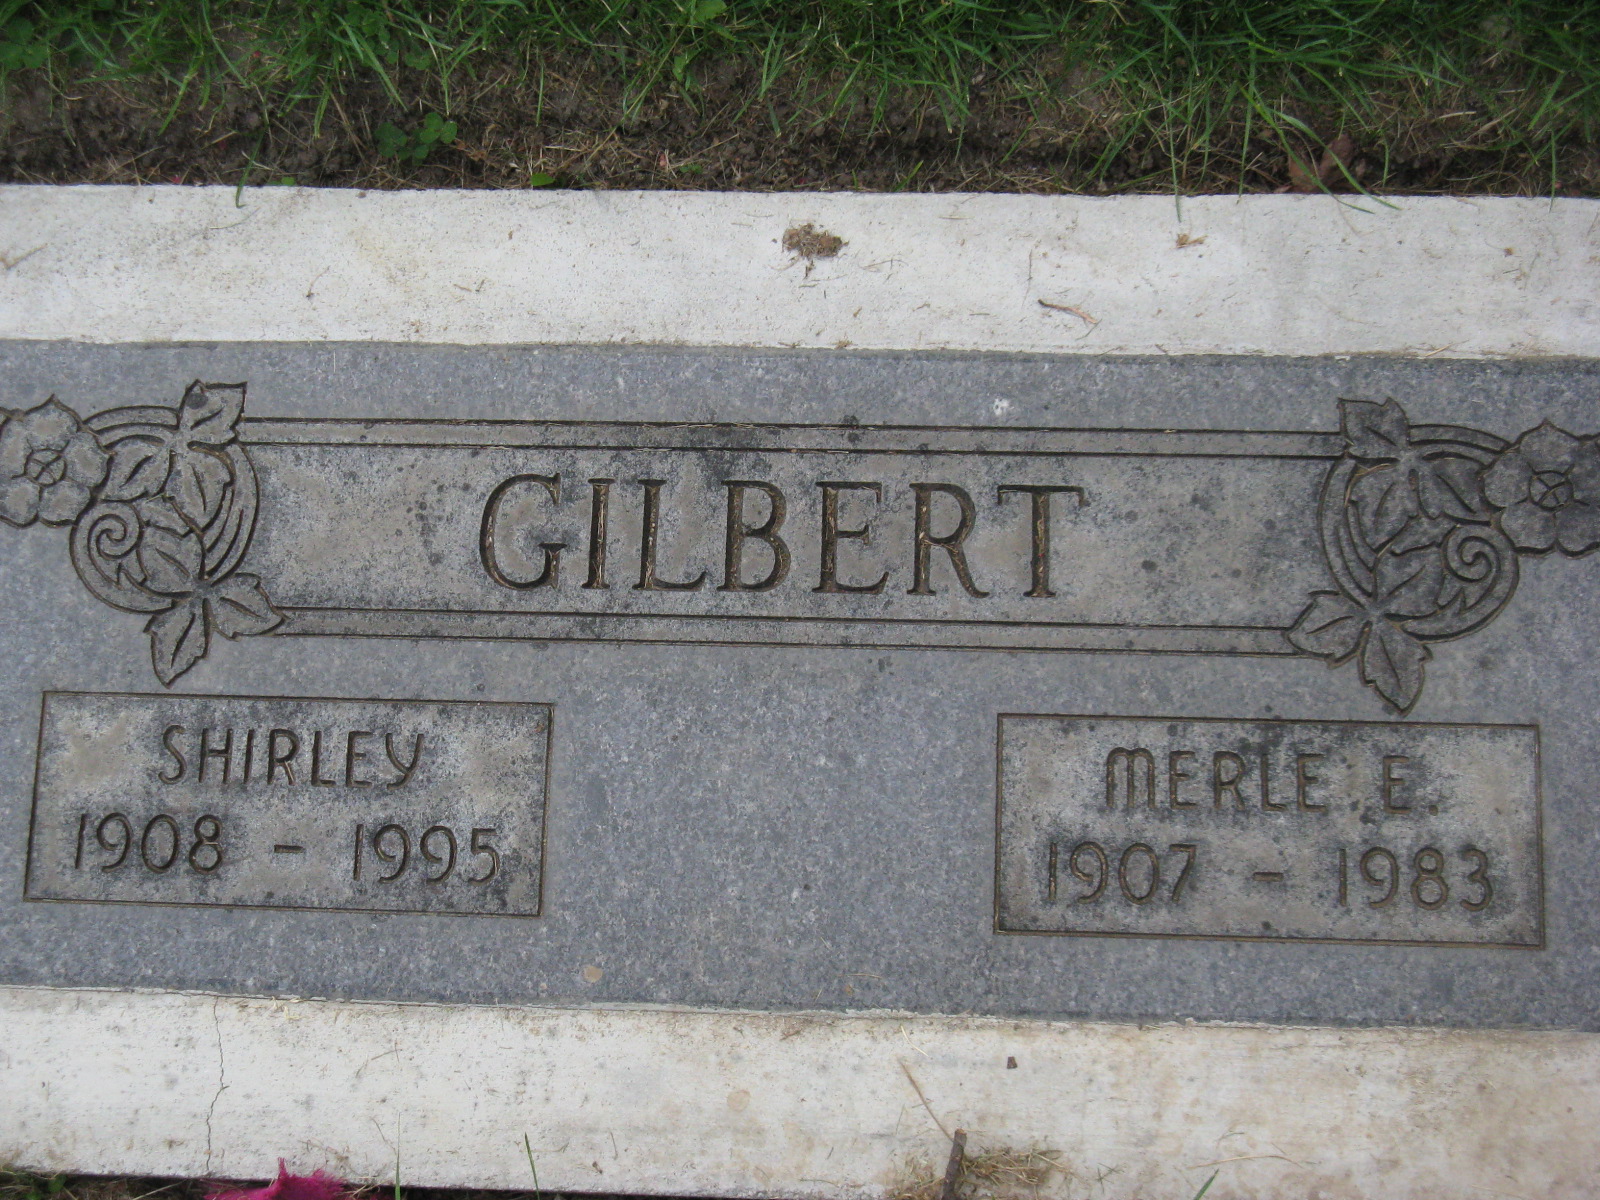 GILBERT
SHIRLEY
1908 - 1995
MERLE E.
1907 - 1983